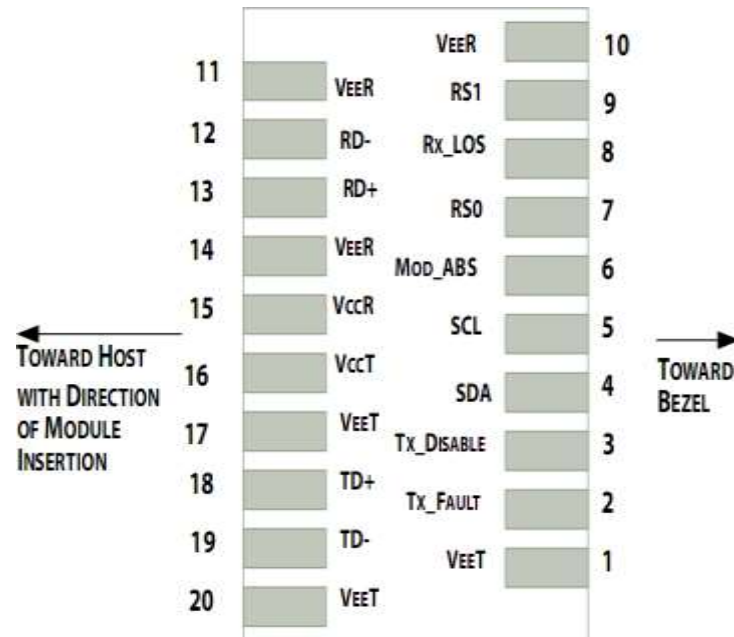 VEER 10
11 VEER
RS1 9
12 RD-
RX_LOS 8
13 RD+
RS0 7
14 VEER
MOD_ABS 6
15 VCCR
SCL 5
TOWARD HOST
WITH DIRECTION
OF MODULE
INSERTION
TOWARD
BEZEL
16 VCCT
SDA 4
17 VEET
TX_DISABLE 3
18 TD+
TX_FAULT 2
19 TD-
VEET 1
20 VEET